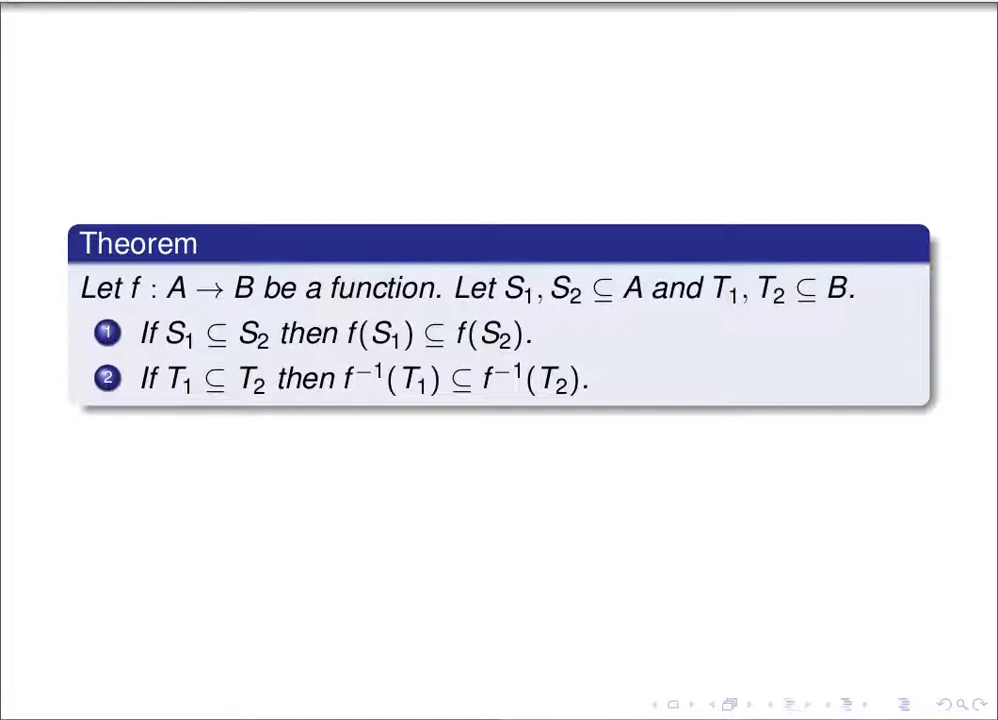 Theorem
Let f : A → B be a function. Let S₁, S₂ ⊆ A and T₁, T₂ ⊆ B.
1 If S₁ ⊆ S₂ then f(S₁) ⊆ f(S₂).
2 If T₁ ⊆ T₂ then f⁻¹(T₁) ⊆ f⁻¹(T₂).